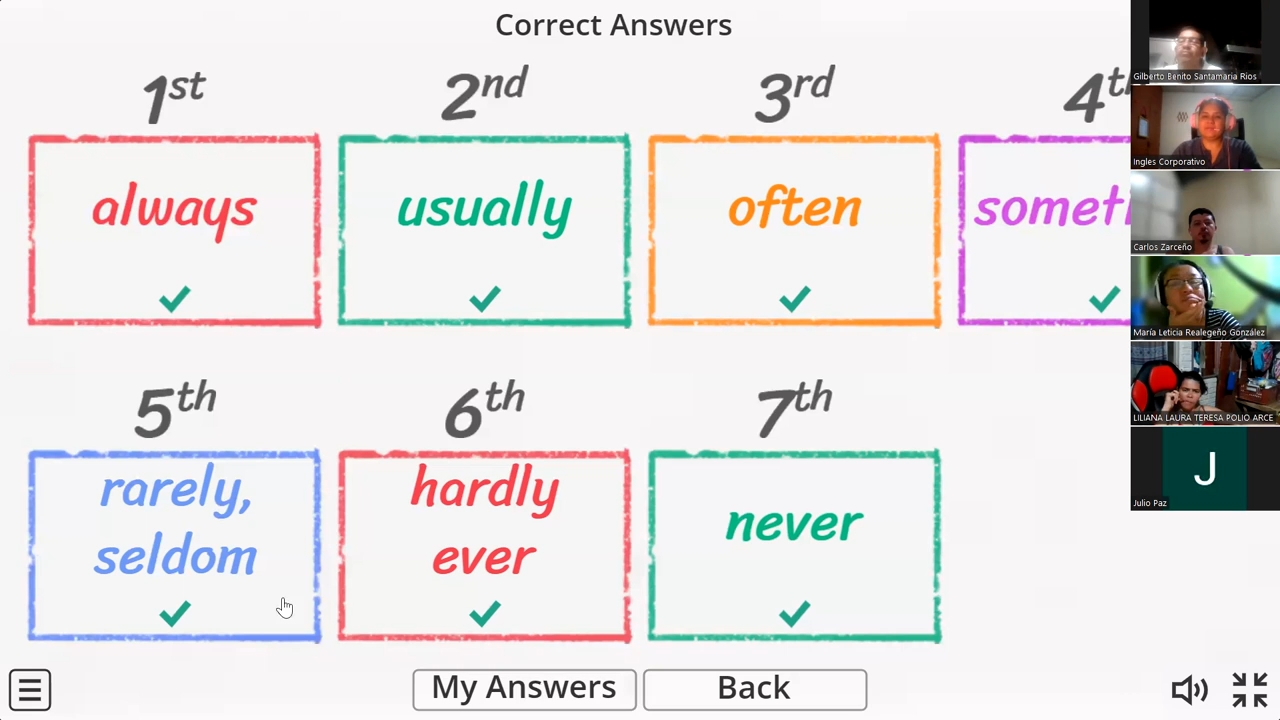 Correct Answers
1st
2nd
3rd
always
usually
often
5th
6th
7th
rarely,
seldom
hardly
ever
never
My Answers
Back
Gilberto Benito Santamaria Rios
Ingles Corporativo
Carlos Zarceño
María Leticia Realegeño González
LILIANA LAURA TERESA POLIO ARCE
J
Julio Paz